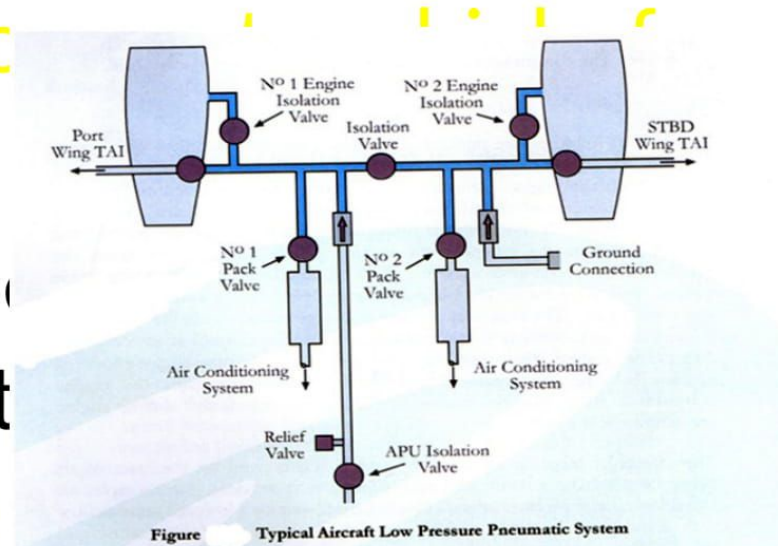 Nº 1 Engine
Isolation
Valve
Nº 2 Engine
Isolation
Valve
Isolation
Valve
Port
Wing TAI
STBD
Wing TAI
Nº 1
Pack
Valve
Nº 2
Pack
Valve
Ground
Connection
Air Conditioning
System
Air Conditioning
System
Relief
Valve
APU Isolation
Valve
Figure Typical Aircraft Low Pressure Pneumatic System